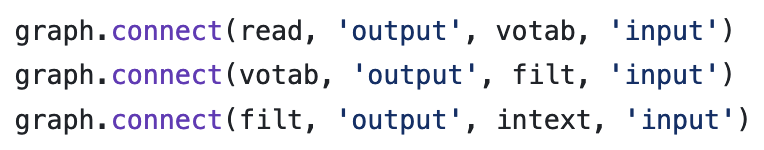 graph.connect(read, 'output', votab, 'input')
graph.connect(votab, 'output', filt, 'input')
graph.connect(filt, 'output', intext, 'input')